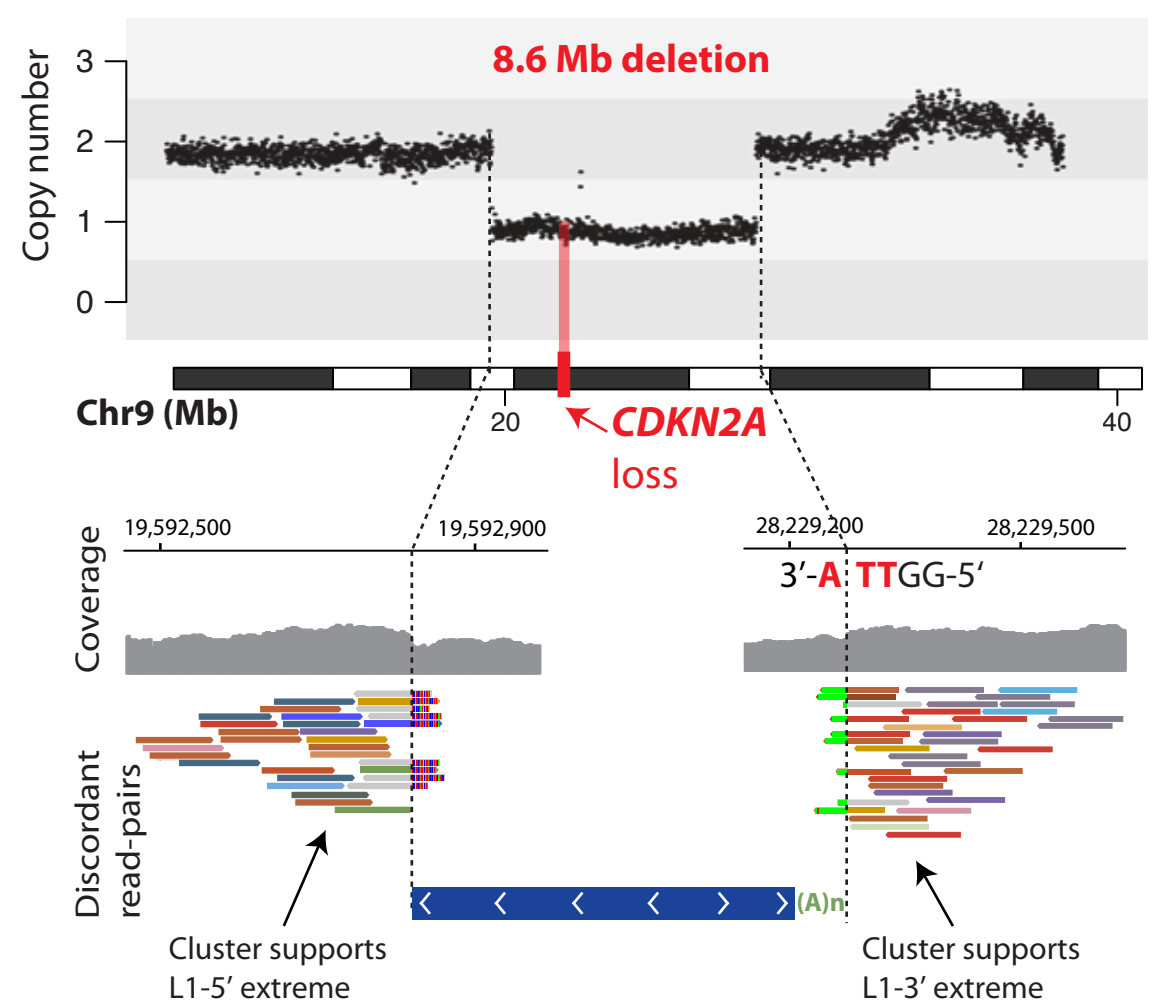 8.6 Mb deletion
Copy number
3
2
1
0
Chr9 (Mb)
20
40
CDKN2A
loss
19,592,500
19,592,900
28,229,200
28,229,500
3’-A TTGG-5‘
Coverage
Discordant
read-pairs
(A)n
Cluster supports
L1-5’ extreme
Cluster supports
L1-3’ extreme